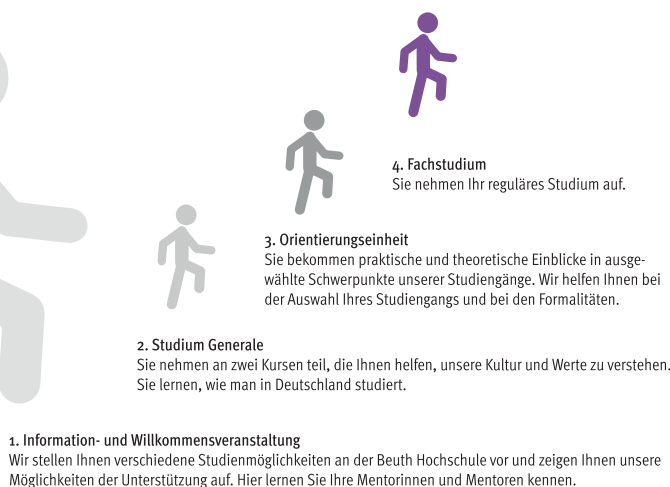 4. Fachstudium
Sie nehmen Ihr reguläres Studium auf.
3. Orientierungseinheit
Sie bekommen praktische und theoretische Einblicke in ausge-
wählte Schwerpunkte unserer Studiengänge. Wir helfen Ihnen bei
der Auswahl Ihres Studiengangs und bei den Formalitäten.
2. Studium Generale
Sie nehmen an zwei Kursen teil, die Ihnen helfen, unsere Kultur und Werte zu verstehen.
Sie lernen, wie man in Deutschland studiert.
1. Information- und Willkommensveranstaltung
Wir stellen Ihnen verschiedene Studienmöglichkeiten an der Beuth Hochschule vor und zeigen Ihnen unsere
Möglichkeiten der Unterstützung auf. Hier lernen Sie Ihre Mentorinnen und Mentoren kennen.